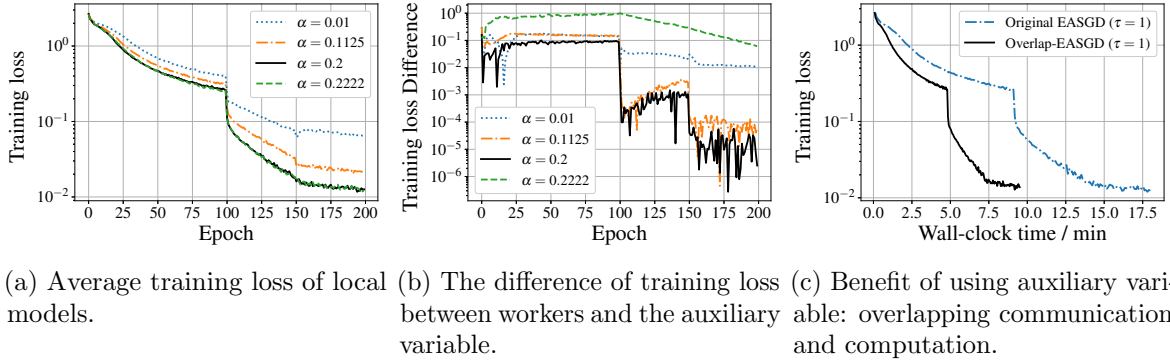 (a)
Training loss
10⁰
10⁻¹
10⁻²
0 25 50 75 100 125 150 175 200
Epoch
α = 0.01
α = 0.1125
α = 0.2
α = 0.2222
(b)
Training loss Difference
10⁰
10⁻¹
10⁻²
10⁻³
10⁻⁴
10⁻⁵
10⁻⁶
0 25 50 75 100 125 150 175 200
Epoch
α = 0.01
α = 0.1125
α = 0.2
α = 0.2222
(c)
Training loss
10⁰
10⁻¹
10⁻²
0.0 2.5 5.0 7.5 10.0 12.5 15.0 17.5
Wall-clock time / min
Original EASGD (τ = 1)
Overlap-EASGD (τ = 1)
(a) Average training loss of local
models.
(b) The difference of training loss
between workers and the auxiliary
variable.
(c) Benefit of using auxiliary vari-
able: overlapping communication
and computation.